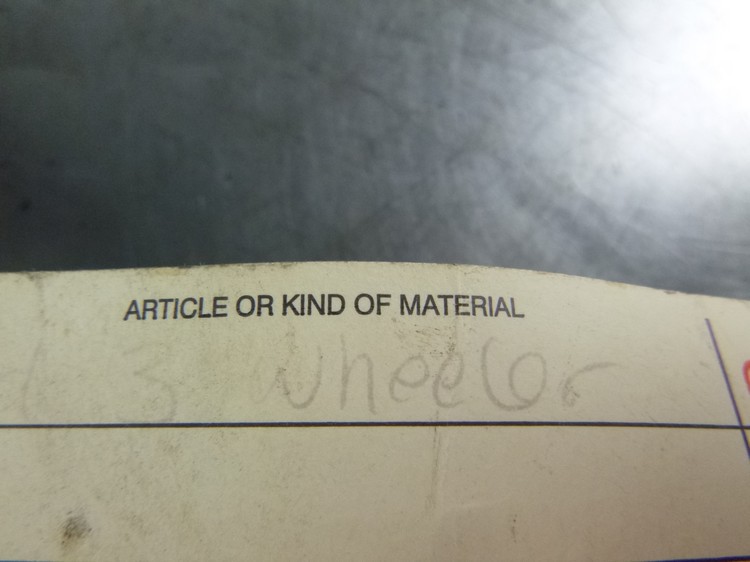 ARTICLE OR KIND OF MATERIAL
3 wheeler